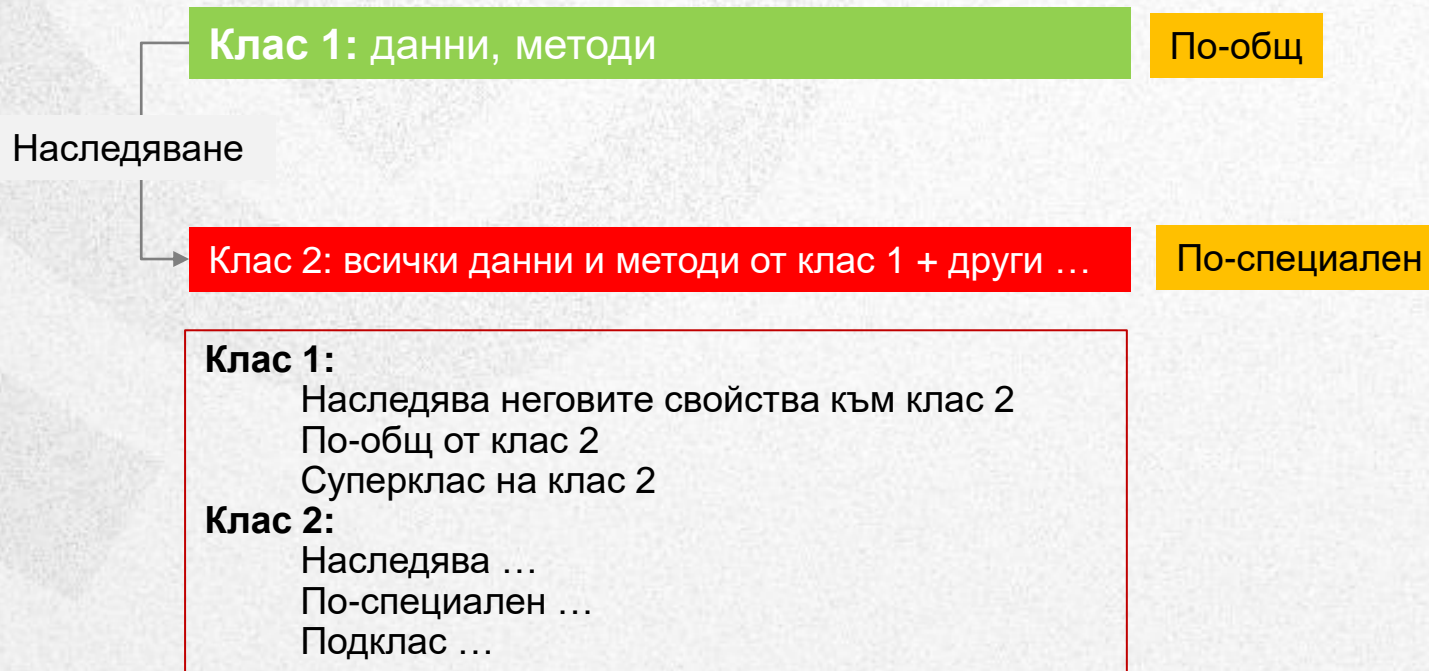 Клас 1: данни, методи
По-общ
Наследяване
Клас 2: всички данни и методи от клас 1 + други …
По-специален
Клас 1:
Наследява неговите свойства към клас 2
По-общ от клас 2
Суперклас на клас 2
Клас 2:
Наследява …
По-специален …
Подклас …